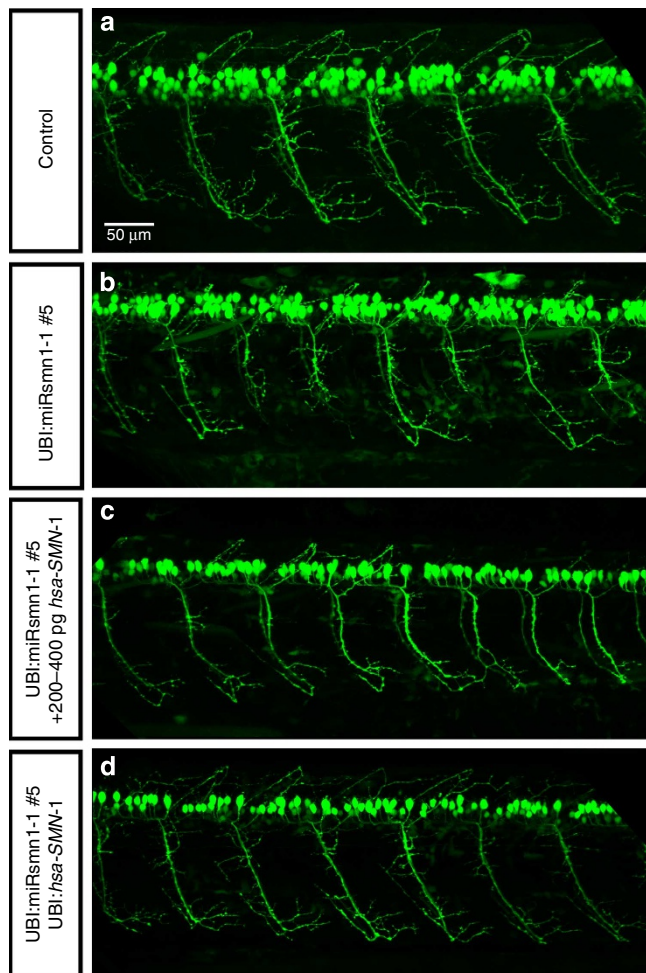 Control
a
50 μm
UBI:miRsmn1-1 #5
b
UBI:miRsmn1-1 #5
+200–400 pg hsa-SMN-1
c
UBI:miRsmn1-1 #5
UBI:hsa-SMN-1
d